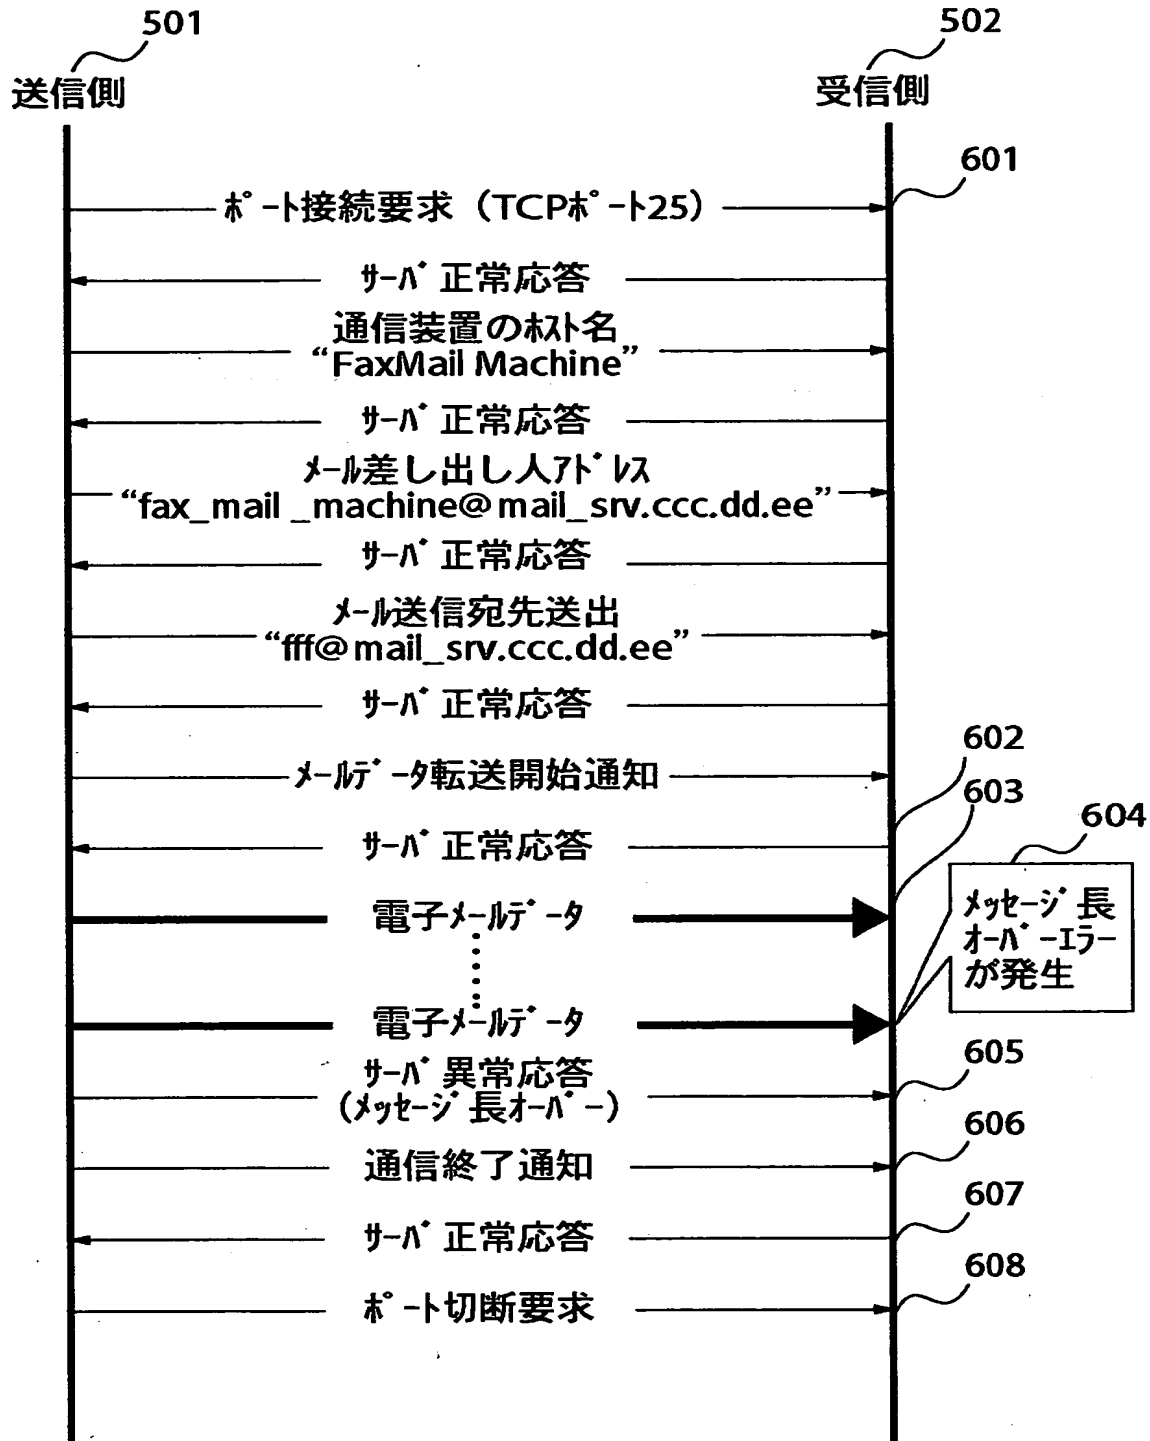 501
502
送信側
受信側
601
ﾎﾟｰﾄ接続要求（TCPﾎﾟｰﾄ25）
ｻｰﾊﾞ正常応答
通信装置のﾎｽﾄ名
“FaxMail Machine”
ｻｰﾊﾞ正常応答
ﾒｰﾙ差し出し人ｱﾄﾞﾚｽ
“fax_mail _machine@mail_srv.ccc.dd.ee”
ｻｰﾊﾞ正常応答
ﾒｰﾙ送信宛先送出
“fff@mail_srv.ccc.dd.ee”
ｻｰﾊﾞ正常応答
602
ﾒｰﾙﾃﾞｰﾀ転送開始通知
603
604
ｻｰﾊﾞ正常応答
電子ﾒｰﾙﾃﾞｰﾀ
ﾒｯｾｰｼﾞ長
ｵｰﾊﾞｰｴﾗｰ
が発生
電子ﾒｰﾙﾃﾞｰﾀ
605
ｻｰﾊﾞ異常応答
(ﾒｯｾｰｼﾞ長ｵｰﾊﾞｰ)
606
通信終了通知
607
ｻｰﾊﾞ正常応答
608
ﾎﾟｰﾄ切断要求